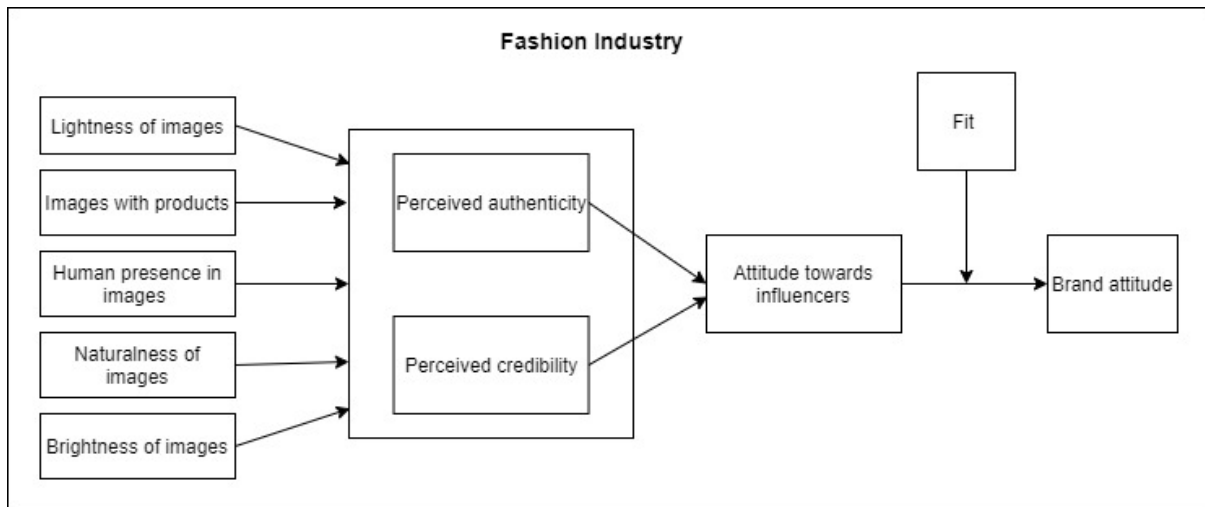 Fashion Industry
Lightness of images
Images with products
Human presence in
images
Naturalness of
images
Brightness of images
Perceived authenticity
Perceived credibility
Attitude towards
influencers
Fit
Brand attitude